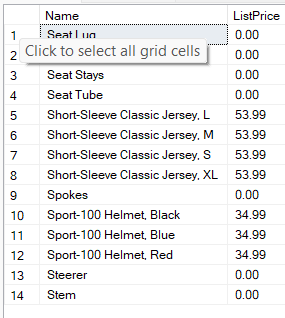 Name ListPrice
1 Seat Lug 0.00
Click to select all grid cells
2 0.00
3 Seat Stays 0.00
4 Seat Tube 0.00
5 Short-Sleeve Classic Jersey, L 53.99
6 Short-Sleeve Classic Jersey, M 53.99
7 Short-Sleeve Classic Jersey, S 53.99
8 Short-Sleeve Classic Jersey, XL 53.99
9 Spokes 0.00
10 Sport-100 Helmet, Black 34.99
11 Sport-100 Helmet, Blue 34.99
12 Sport-100 Helmet, Red 34.99
13 Steerer 0.00
14 Stem 0.00